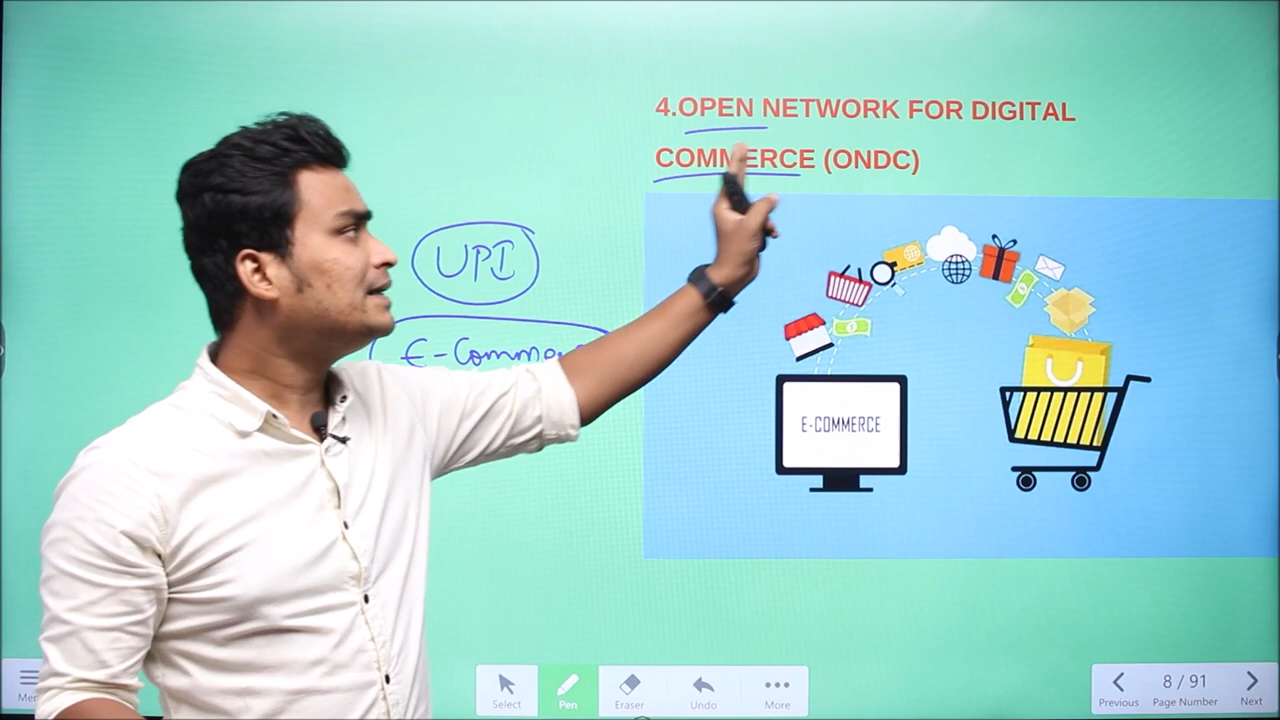 4.OPEN NETWORK FOR DIGITAL
COMMERCE (ONDC)
UPI
E-COMMERCE
Select
Pen
Eraser
Undo
More
8 / 91
Previous
Page Number
Next